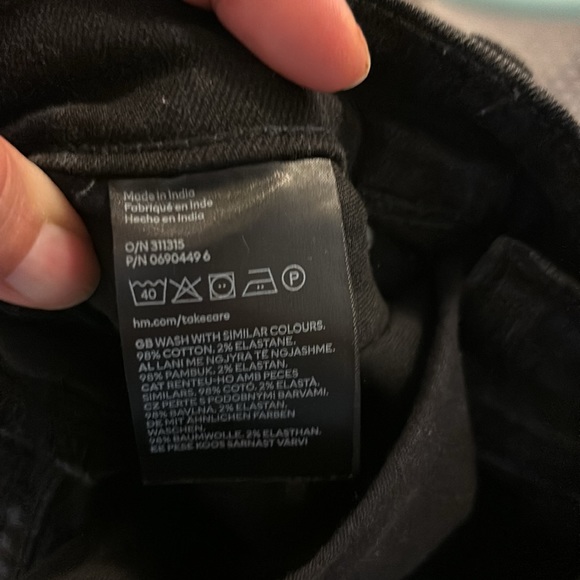 Made in India
Fabriqué en Inde
Hecho en India
O/N 311315
P/N 0690449 6
40 P
hm.com/takecare
GB WASH WITH SIMILAR COLOURS.
98% COTTON, 2% ELASTANE.
AL LANI ME NGJYRA TË NGJASHME.
98% PAMBUK, 2% ELASTAN.
CAT RENTEU-HO AMB PECES
SIMILARS. 98% COTÓ, 2% ELASTÀ.
CZ PERTE S PODOBNÝMI BARVAMI.
98% BAVLNA, 2% ELASTAN.
DE MIT ÄHNLICHEN FARBEN
WASCHEN.
98% BAUMWOLLE, 2% ELASTHAN.
EE PESE KOOS SARNAST VÄRVI